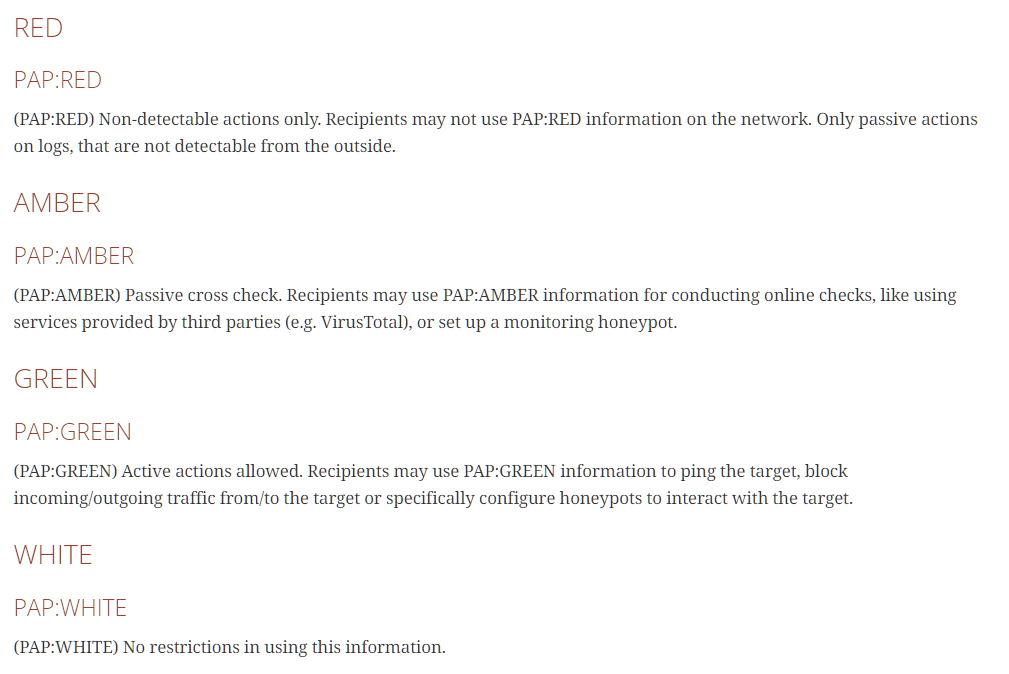 RED
PAP:RED
(PAP:RED) Non-detectable actions only. Recipients may not use PAP:RED information on the network. Only passive actions
on logs, that are not detectable from the outside.
AMBER
PAP:AMBER
(PAP:AMBER) Passive cross check. Recipients may use PAP:AMBER information for conducting online checks, like using
services provided by third parties (e.g. VirusTotal), or set up a monitoring honeypot.
GREEN
PAP:GREEN
(PAP:GREEN) Active actions allowed. Recipients may use PAP:GREEN information to ping the target, block
incoming/outgoing traffic from/to the target or specifically configure honeypots to interact with the target.
WHITE
PAP:WHITE
(PAP:WHITE) No restrictions in using this information.